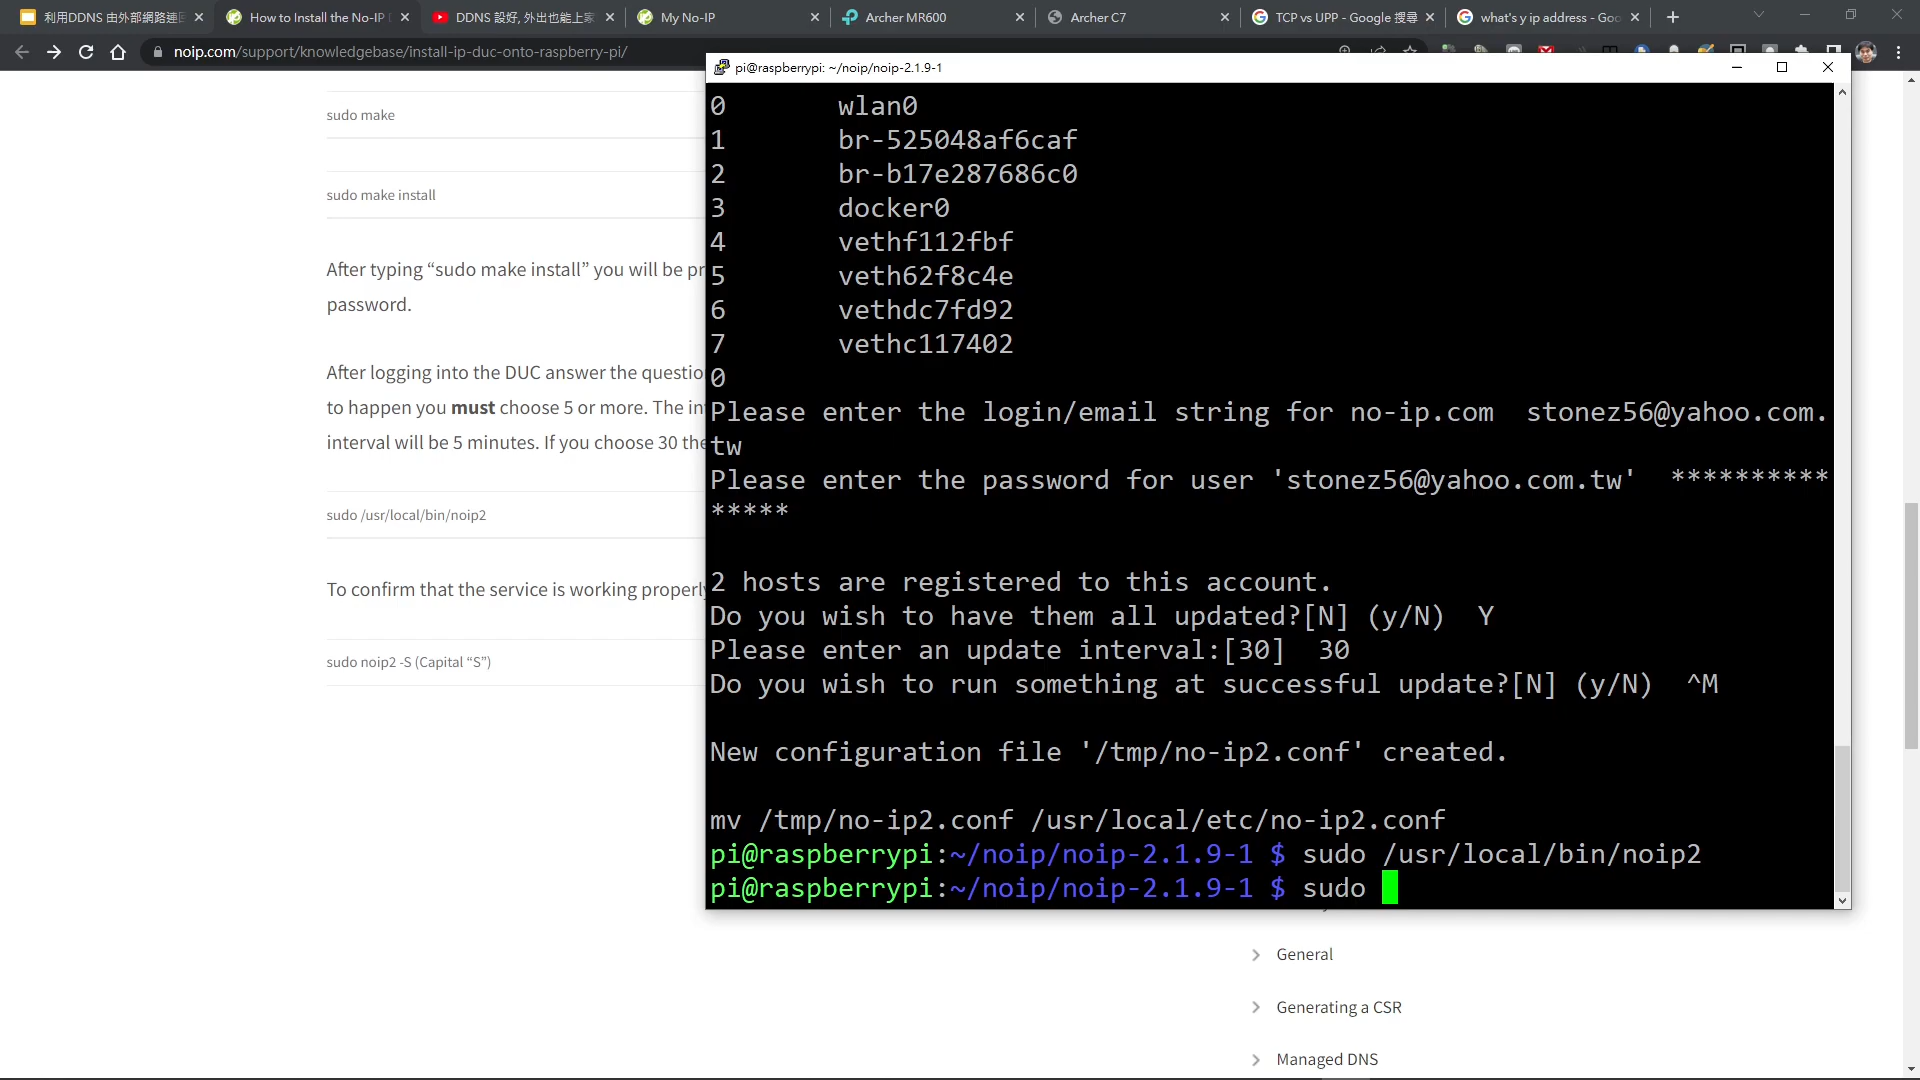 利用DDNS 由外部網路連回
How to Install the No-IP D
DDNS 設好, 外出也能上家
My No-IP
Archer MR600
Archer C7
TCP vs UPP - Google 搜尋
what's y ip address - Goo
noip.com/support/knowledgebase/install-ip-duc-onto-raspberry-pi/
sudo make
sudo make install
After typing “sudo make install” you will be pr
password.
After logging into the DUC answer the questio
to happen you must choose 5 or more. The in
interval will be 5 minutes. If you choose 30 the
sudo /usr/local/bin/noip2
To confirm that the service is working properly
sudo noip2 -S (Capital “S”)
pi@raspberrypi: ~/noip/noip-2.1.9-1
0 wlan0
1 br-525048af6caf
2 br-b17e287686c0
3 docker0
4 vethf112fbf
5 veth62f8c4e
6 vethdc7fd92
7 vethc117402
0
Please enter the login/email string for no-ip.com stonez56@yahoo.com.
tw
Please enter the password for user 'stonez56@yahoo.com.tw' **********
*****
2 hosts are registered to this account.
Do you wish to have them all updated?[N] (y/N) Y
Please enter an update interval:[30] 30
Do you wish to run something at successful update?[N] (y/N) ^M
New configuration file '/tmp/no-ip2.conf' created.
mv /tmp/no-ip2.conf /usr/local/etc/no-ip2.conf
pi@raspberrypi:~/noip/noip-2.1.9-1 $ sudo /usr/local/bin/noip2
pi@raspberrypi:~/noip/noip-2.1.9-1 $ sudo
General
Generating a CSR
Managed DNS